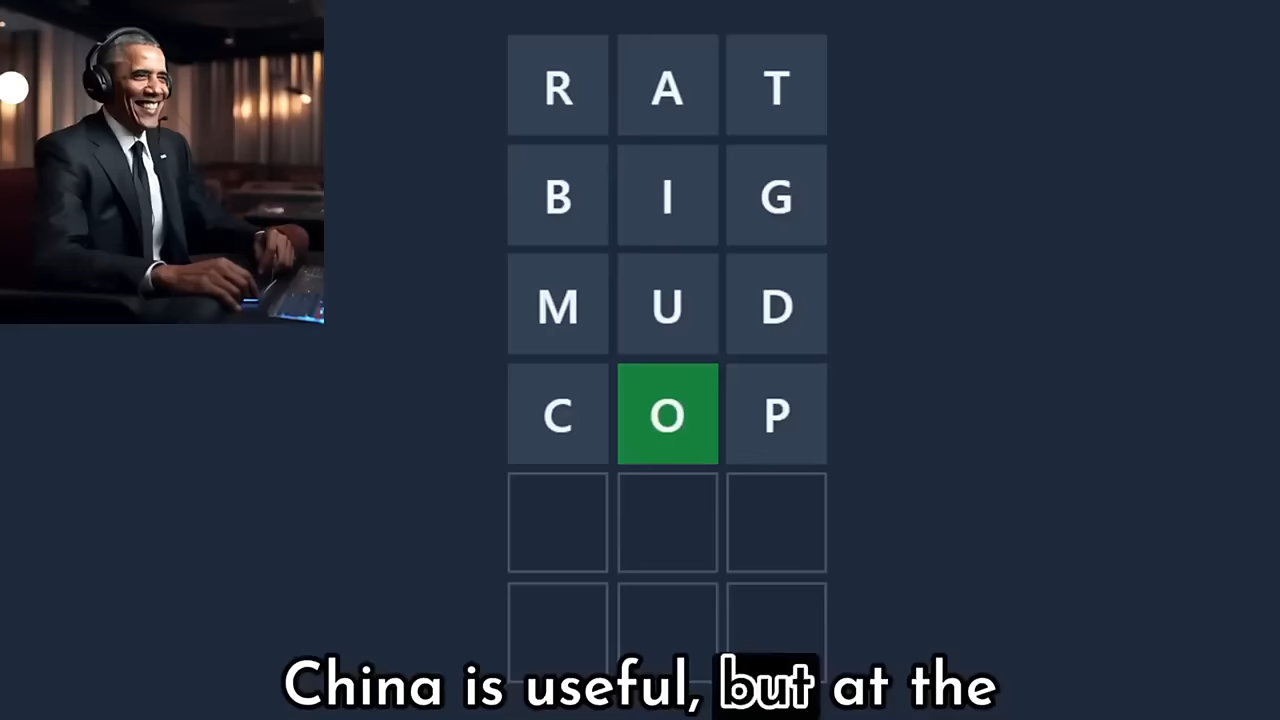 R A T
B I G
M U D
C O P
China is useful, but at the